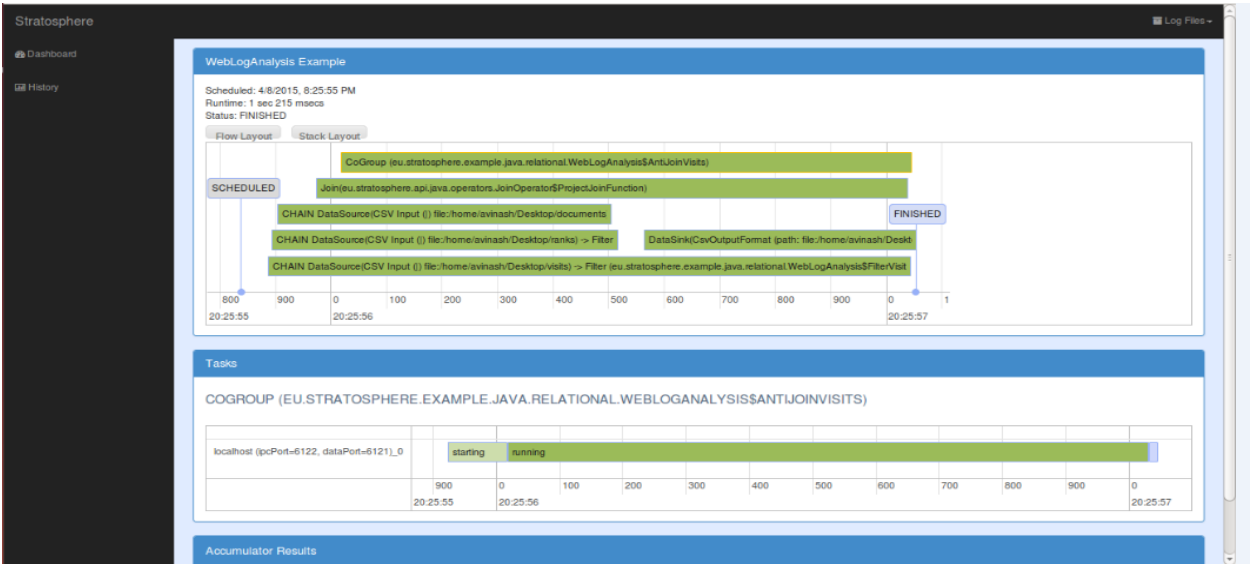 Stratosphere
Log Files
Dashboard
History
WebLogAnalysis Example
Scheduled: 4/8/2015, 8:25:55 PM
Runtime: 1 sec 215 msecs
Status: FINISHED
Flow Layout Stack Layout
CoGroup (eu.stratosphere.example.java.relational.WebLogAnalysis$AntiJoinVisits)
SCHEDULED Join(eu.stratosphere.api.java.operators.JoinOperator$ProjectJoinFunction)
CHAIN DataSource(CSV Input (|) file:/home/avinash/Desktop/documents FINISHED
CHAIN DataSource(CSV Input (|) file:/home/avinash/Desktop/ranks) -> Filter DataSink(CsvOutputFormat (path: file:/home/avinash/Deskt
CHAIN DataSource(CSV Input (|) file:/home/avinash/Desktop/visits) -> Filter (eu.stratosphere.example.java.relational.WebLogAnalysis$FilterVisit
800 900 0 100 200 300 400 500 600 700 800 900 0 1
20:25:55 20:25:56 20:25:57
Tasks
COGROUP (EU.STRATOSPHERE.EXAMPLE.JAVA.RELATIONAL.WEBLOGANALYSIS$ANTIJOINVISITS)
localhost (ipcPort=6122, dataPort=6121)_0 starting running
900 0 100 200 300 400 500 600 700 800 900 0
20:25:55 20:25:56 20:25:57
Accumulator Results